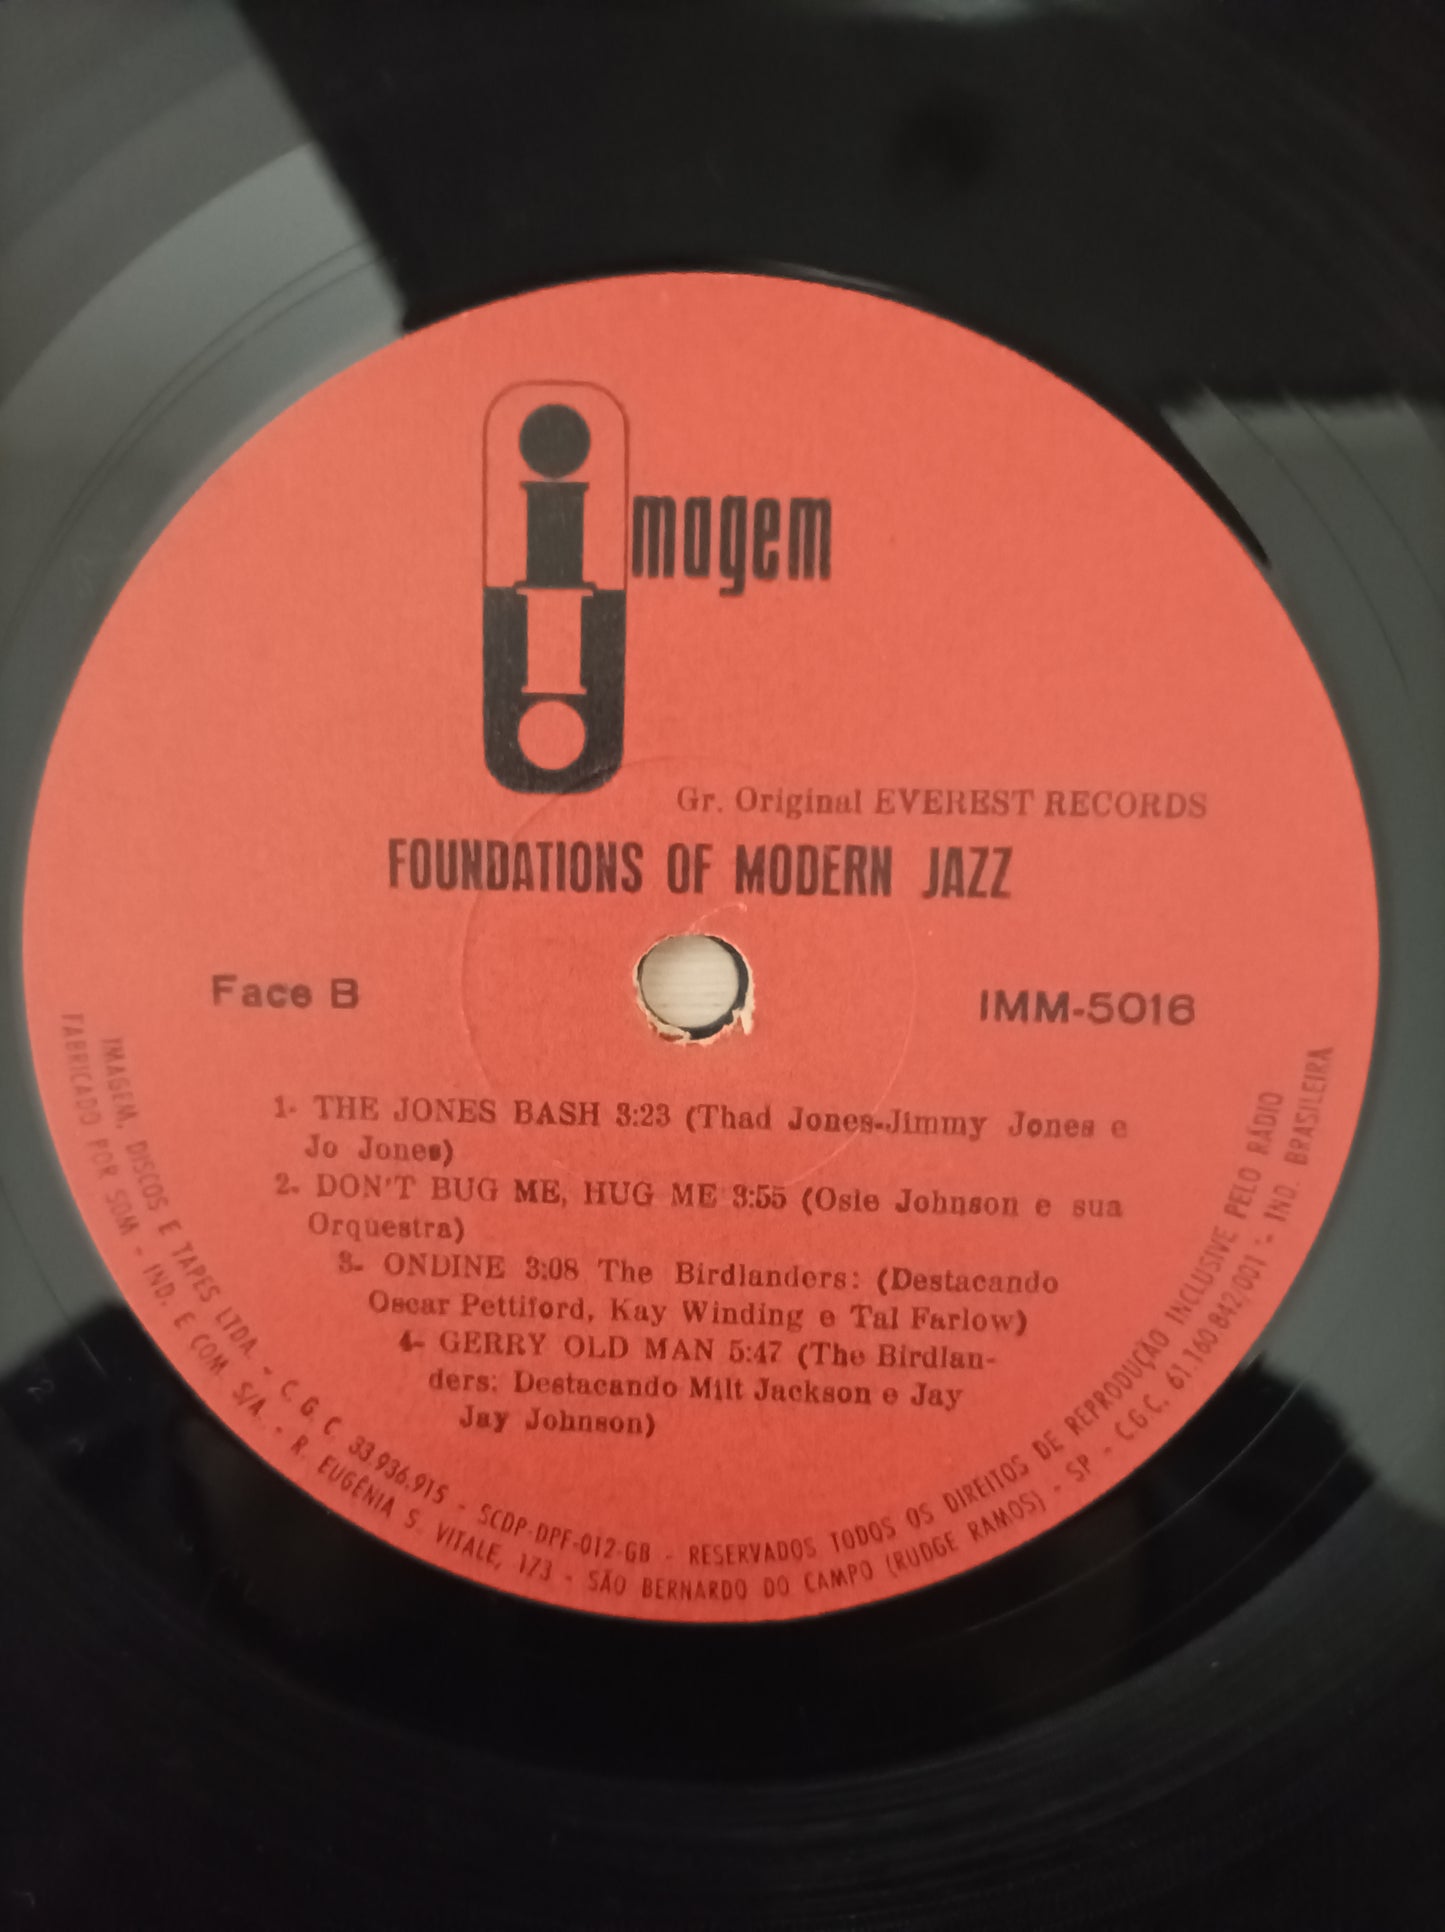 imagem
Gr. Original EVEREST RECORDS
FOUNDATIONS OF MODERN JAZZ
Face B
IMM-5016
1- THE JONES BASH 3:23 (Thad Jones-Jimmy Jones e
Jo Jones)
2- DON'T BUG ME, HUG ME 3:55 (Osie Johnson e sua
Orquestra)
3- ONDINE 3:08 The Birdlanders: (Destacando
Oscar Pettiford, Kay Winding e Tal Farlow)
4- GERRY OLD MAN 5:47 (The Birdlan-
ders: Destacando Milt Jackson e Jay
Jay Johnson)
IMAGEM, DISCOS E TAPES LTDA. - C. G. C. 33.936.915 - SCDP-DPF-012-GB - RESERVADOS TODOS OS DIREITOS DE REPRODUÇÃO INCLUSIVE PELO RÁDIO
FABRICADO POR SOM - IND. E COM. S/A. - R. EUGÊNIA S. VITALE, 173 - SÃO BERNARDO DO CAMPO (RUDGE RAMOS) - SP - C.G.C. 61.160.842/001 - IND. BRASILEIRA